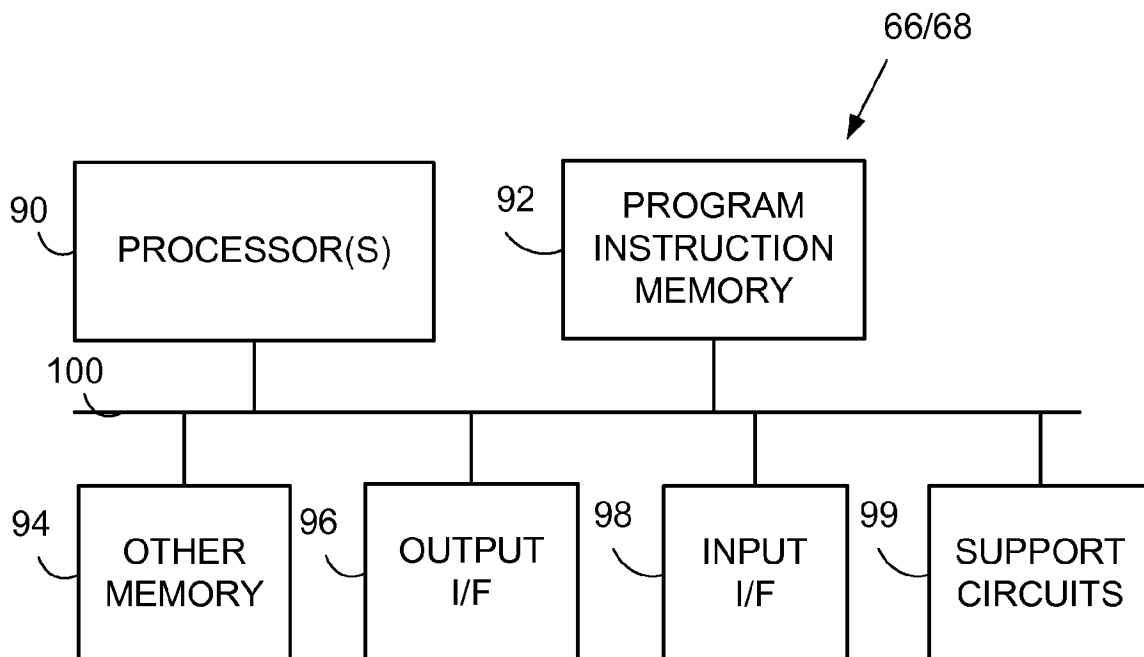 66/68
90
PROCESSOR(S)
92
PROGRAM
INSTRUCTION
MEMORY
100
94
OTHER
MEMORY
96
OUTPUT
I/F
98
INPUT
I/F
99
SUPPORT
CIRCUITS